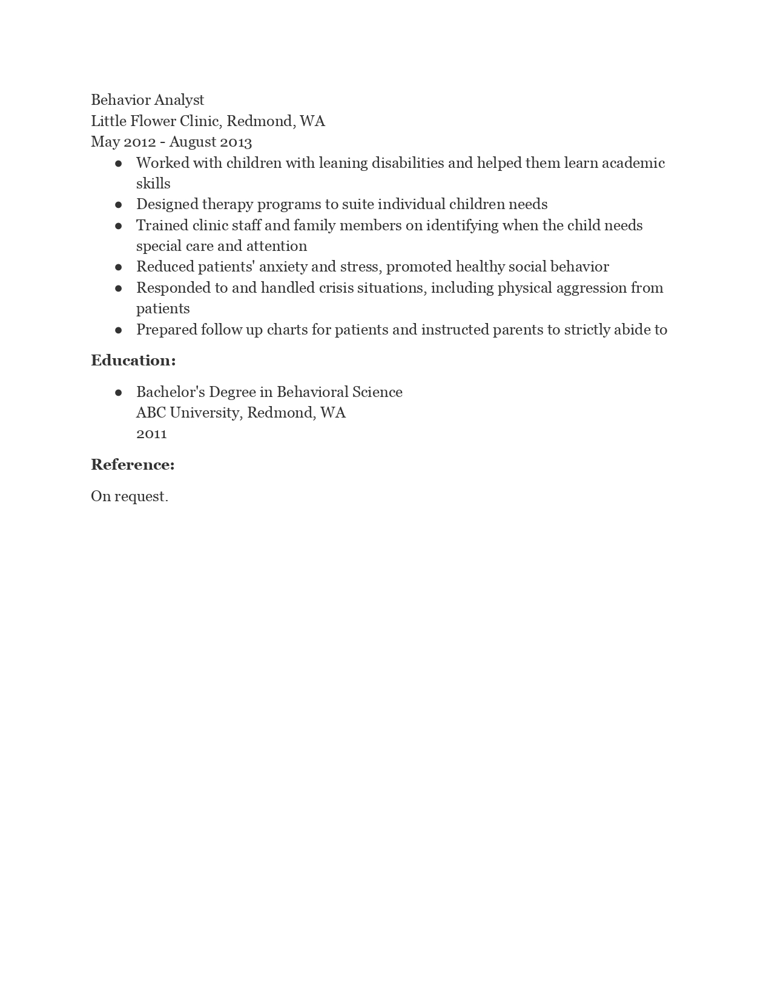 Behavior Analyst
Little Flower Clinic, Redmond, WA
May 2012 - August 2013
● Worked with children with leaning disabilities and helped them learn academic
skills
● Designed therapy programs to suite individual children needs
● Trained clinic staff and family members on identifying when the child needs
special care and attention
● Reduced patients' anxiety and stress, promoted healthy social behavior
● Responded to and handled crisis situations, including physical aggression from
patients
● Prepared follow up charts for patients and instructed parents to strictly abide to
Education:
● Bachelor's Degree in Behavioral Science
ABC University, Redmond, WA
2011
Reference:
On request.